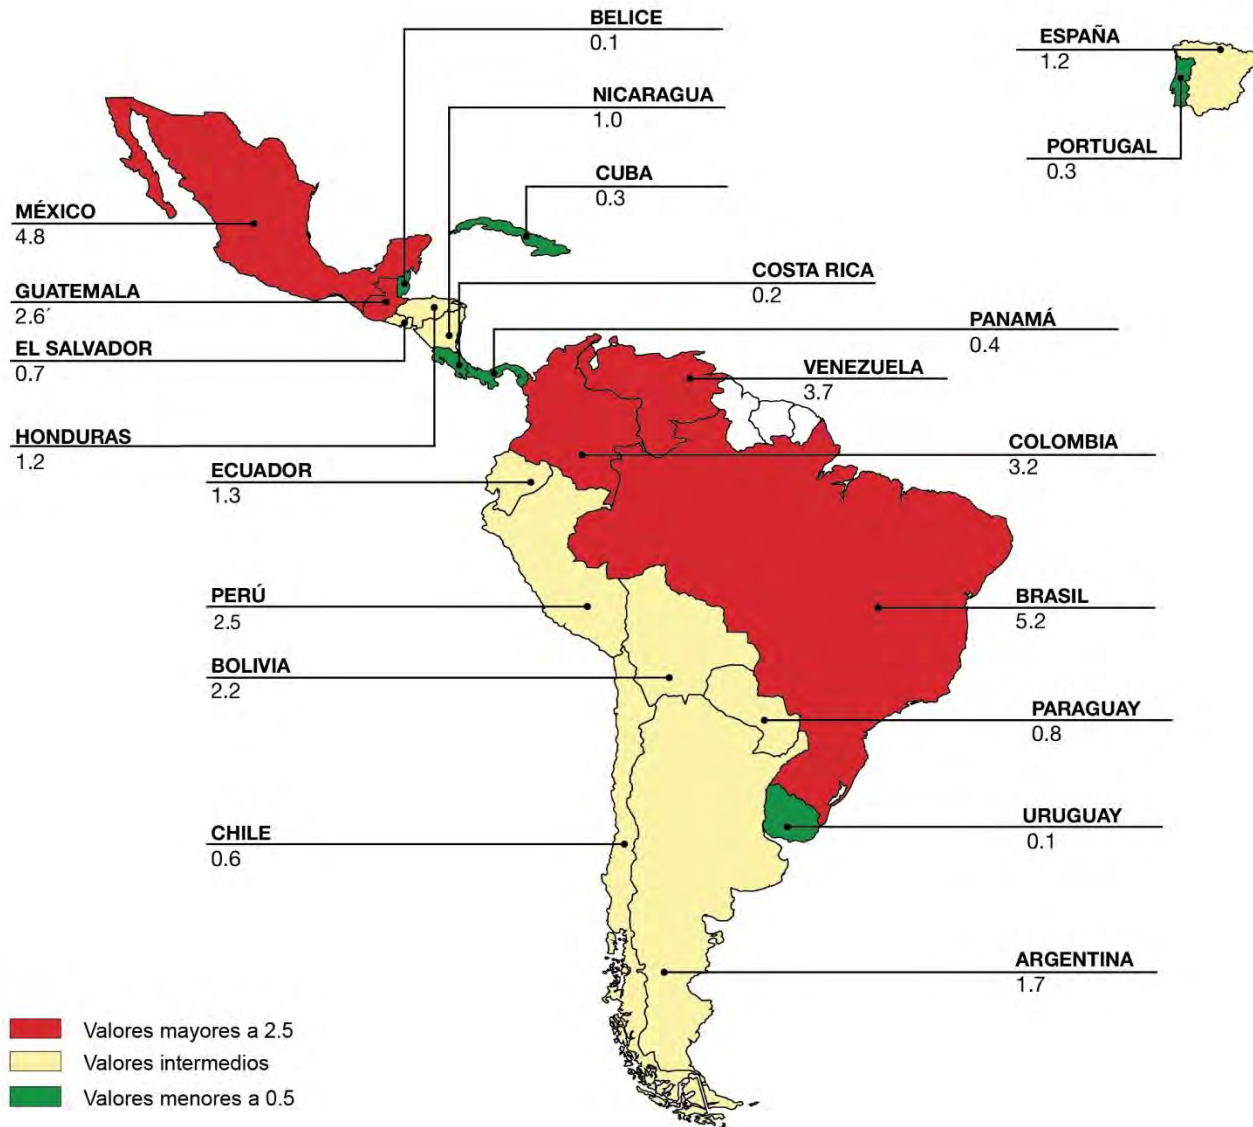 BELICE
0.1
ESPAÑA
1.2
NICARAGUA
1.0
PORTUGAL
0.3
CUBA
0.3
MÉXICO
4.8
COSTA RICA
0.2
GUATEMALA
2.6´
PANAMÁ
0.4
EL SALVADOR
0.7
VENEZUELA
3.7
HONDURAS
1.2
COLOMBIA
3.2
ECUADOR
1.3
PERÚ
2.5
BRASIL
5.2
BOLIVIA
2.2
PARAGUAY
0.8
CHILE
0.6
URUGUAY
0.1
ARGENTINA
1.7
Valores mayores a 2.5
Valores intermedios
Valores menores a 0.5